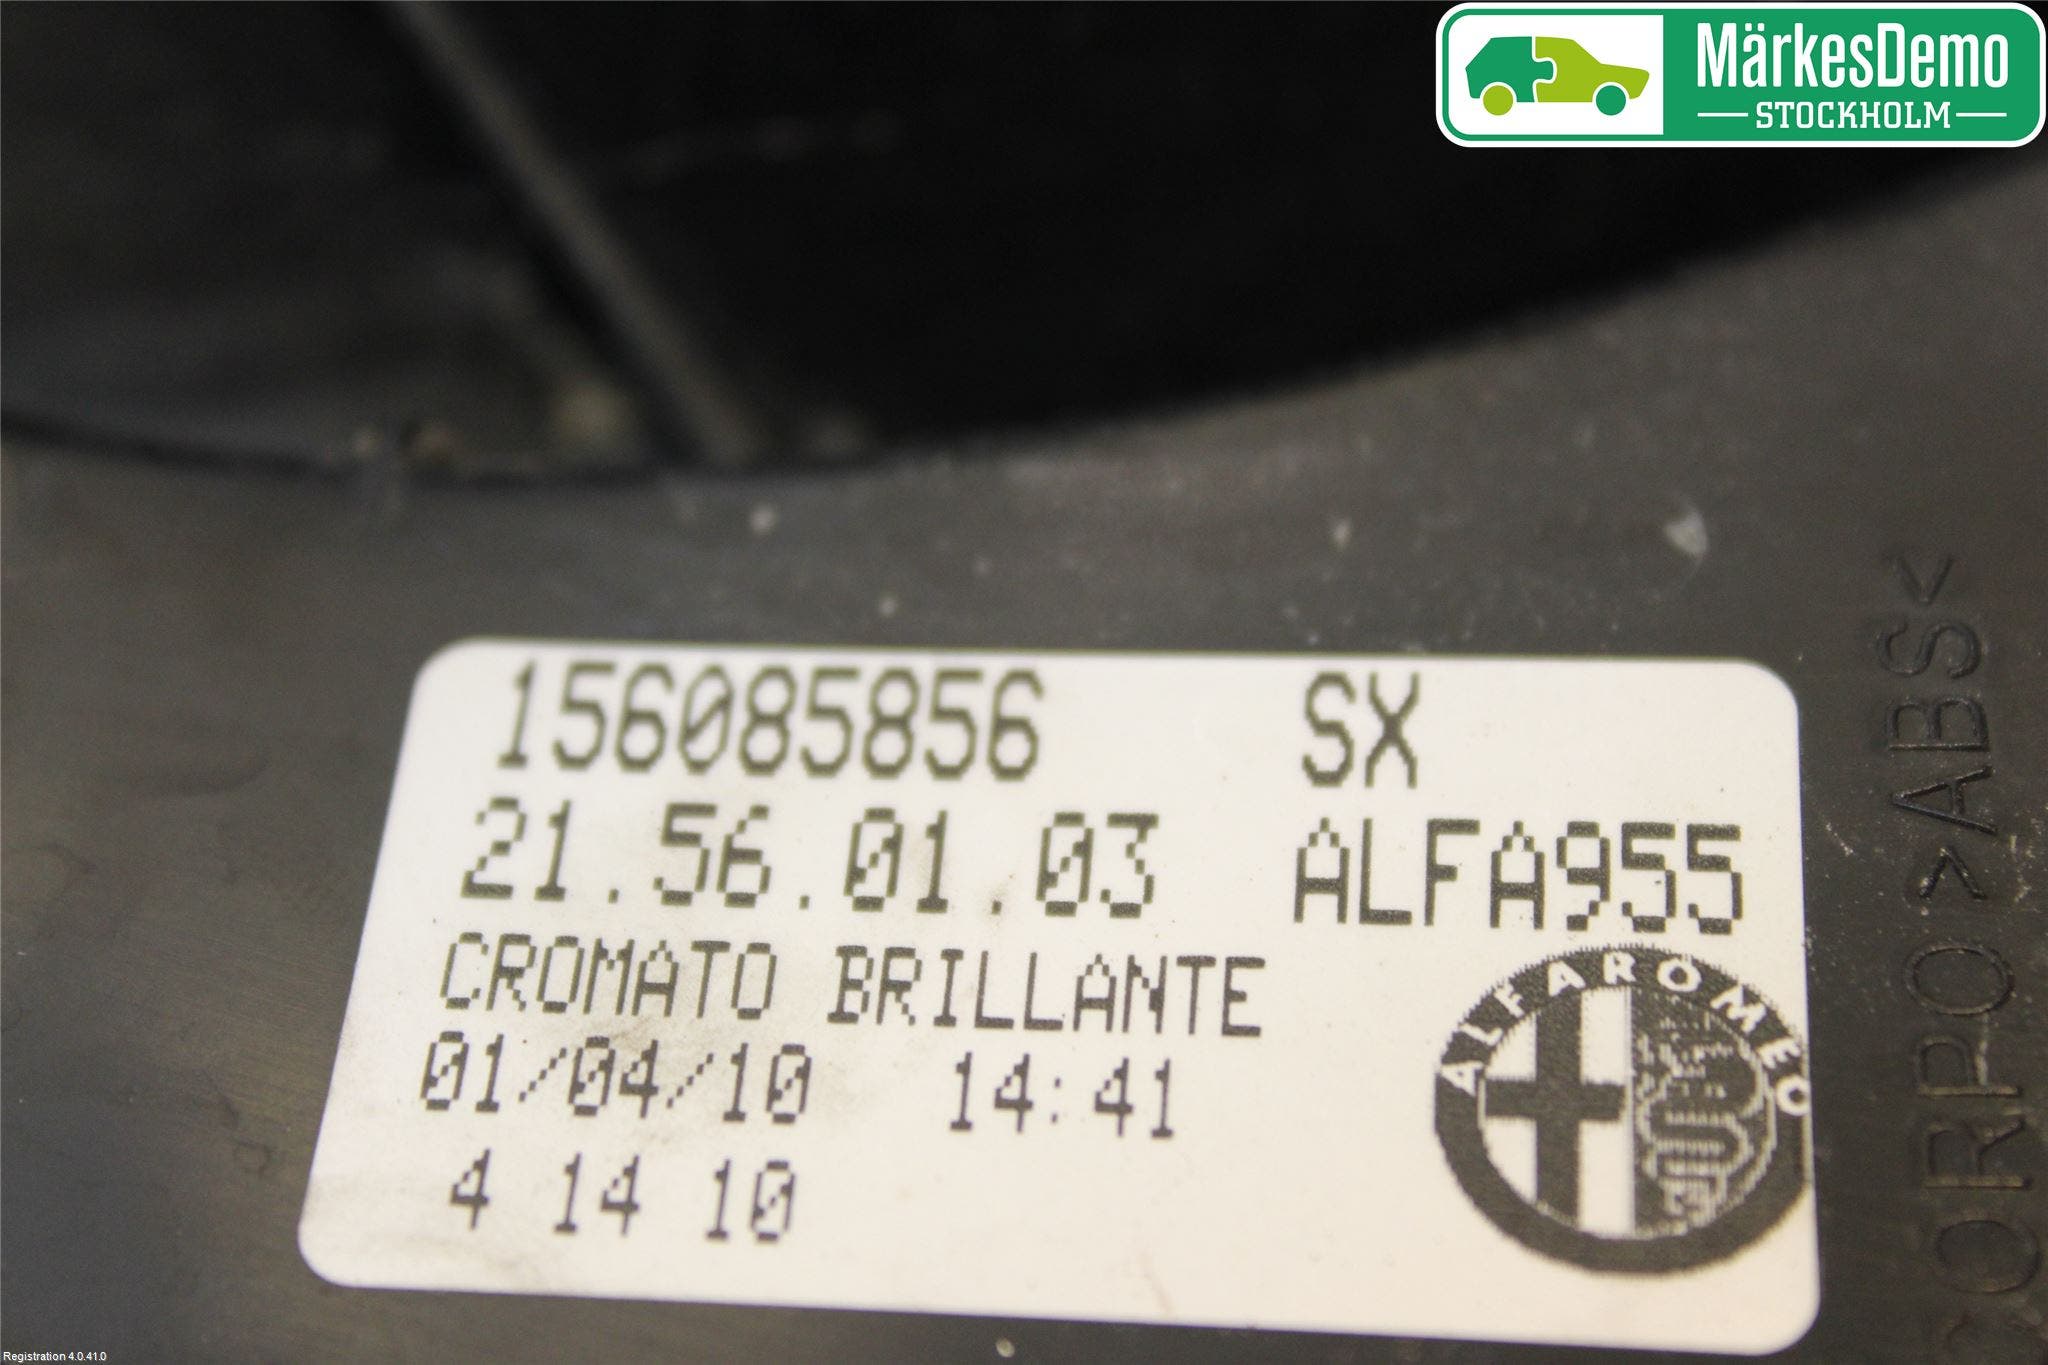 MärkesDemo
STOCKHOLM
156085856 SX
21.56.01.03 ALFA955
CROMATO BRILLANTE
01/04/10 14:41
4 14 10
ALFA ROMEO
CORPO >ABS<
Registration 4.0.41.0